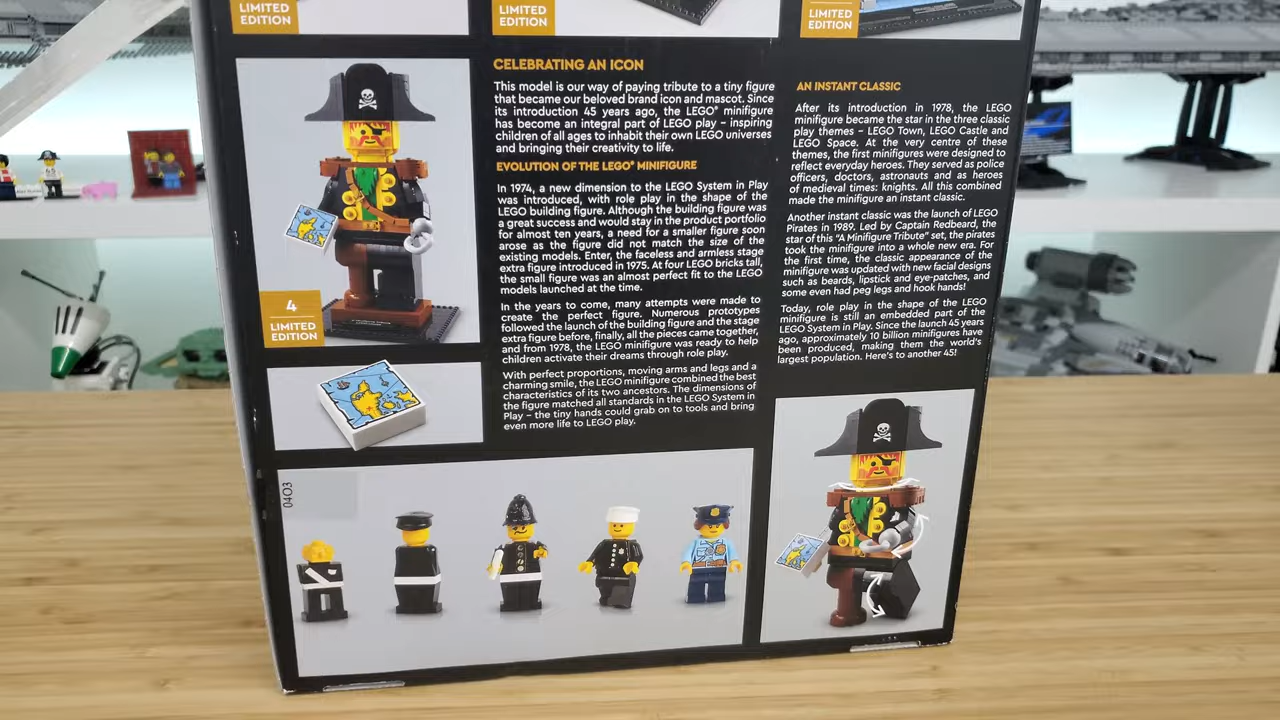 LIMITED
EDITION
LIMITED
EDITION
LIMITED
EDITION
4
LIMITED
EDITION
CELEBRATING AN ICON
This model is our way of paying tribute to a tiny figure
that became our beloved brand icon and mascot. Since
its introduction 45 years ago, the LEGO® minifigure
has become an integral part of LEGO play – inspiring
children of all ages to inhabit their own LEGO universes
and bringing their creativity to life.
EVOLUTION OF THE LEGO® MINIFIGURE
In 1974, a new dimension to the LEGO System in Play
was introduced, with role play in the shape of the
LEGO building figure. Although the building figure was
a great success and would stay in the product portfolio
for almost ten years, a need for a smaller figure soon
arose as the figure did not match the size of the
existing models. Enter, the faceless and armless stage
extra figure introduced in 1975. At four LEGO bricks tall,
the small figure was an almost perfect fit to the LEGO
models launched at the time.
In the years to come, many attempts were made to
create the perfect figure. Numerous prototypes
followed the launch of the building figure and the stage
extra figure before, finally, all the pieces came together,
and from 1978, the LEGO minifigure was ready to help
children activate their dreams through role play.
With perfect proportions, moving arms and legs and a
charming smile, the LEGO minifigure combined the best
characteristics of its two ancestors. The dimensions of
the figure matched all standards in the LEGO System in
Play – the tiny hands could grab on to tools and bring
even more life to LEGO play.
AN INSTANT CLASSIC
After its introduction in 1978, the LEGO
minifigure became the star in the three classic
play themes – LEGO Town, LEGO Castle and
LEGO Space. At the very centre of these
themes, the first minifigures were designed to
reflect everyday heroes. They served as police
officers, doctors, astronauts and as heroes
of medieval times: knights. All this combined
made the minifigure an instant classic.
Another instant classic was the launch of LEGO
Pirates in 1989. Led by Captain Redbeard, the
star of this "A Minifigure Tribute" set, the pirates
took the minifigure into a whole new era. For
the first time, the classic appearance of the
minifigure was updated with new facial designs
such as beards, lipstick and eye-patches, and
some even had peg legs and hook hands!
Today, role play in the shape of the LEGO
minifigure is still an embedded part of the
LEGO System in Play. Since the launch 45 years
ago, approximately 10 billion minifigures have
been produced, making them the world's
largest population. Here's to another 45!
04O3